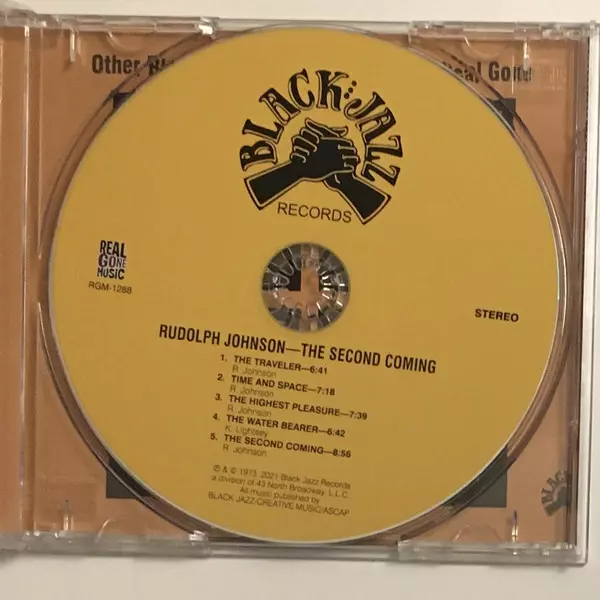 Other Real Gone
BLACK JAZZ
RECORDS
REAL
GONE
MUSIC
RGM-1288
STEREO
RUDOLPH JOHNSON—THE SECOND COMING
1. THE TRAVELER—6:41
R. Johnson
2. TIME AND SPACE—7:18
R. Johnson
3. THE HIGHEST PLEASURE—7:39
R. Johnson
4. THE WATER BEARER—6:42
K. Lightsey
5. THE SECOND COMING—8:56
R. Johnson
℗ & © 1973, 2021 Black Jazz Records
a division of 43 North Broadway, L.L.C.
As music published by
BLACK JAZZ-CREATIVE MUSIC/ASCAP
BLACK